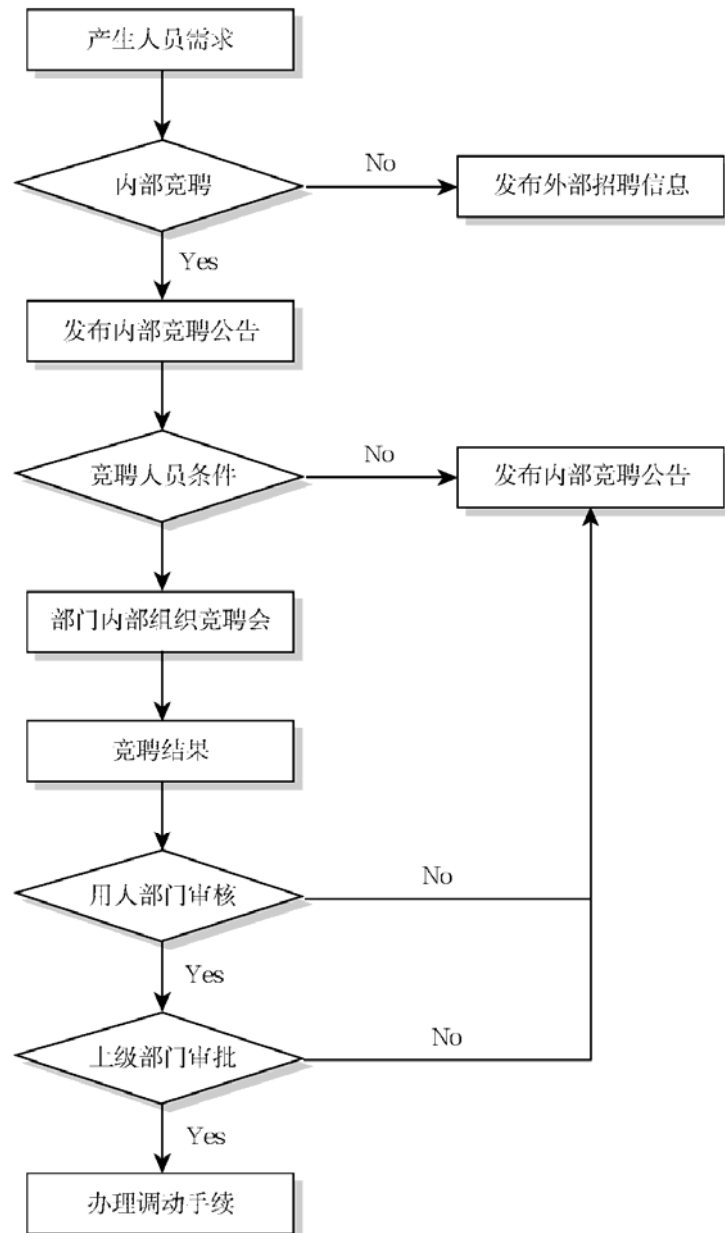 产生人员需求
内部竞聘
No
发布外部招聘信息
Yes
发布内部竞聘公告
竞聘人员条件
No
发布内部竞聘公告
部门内部组织竞聘会
竞聘结果
用人部门审核
No
Yes
上级部门审批
No
Yes
办理调动手续